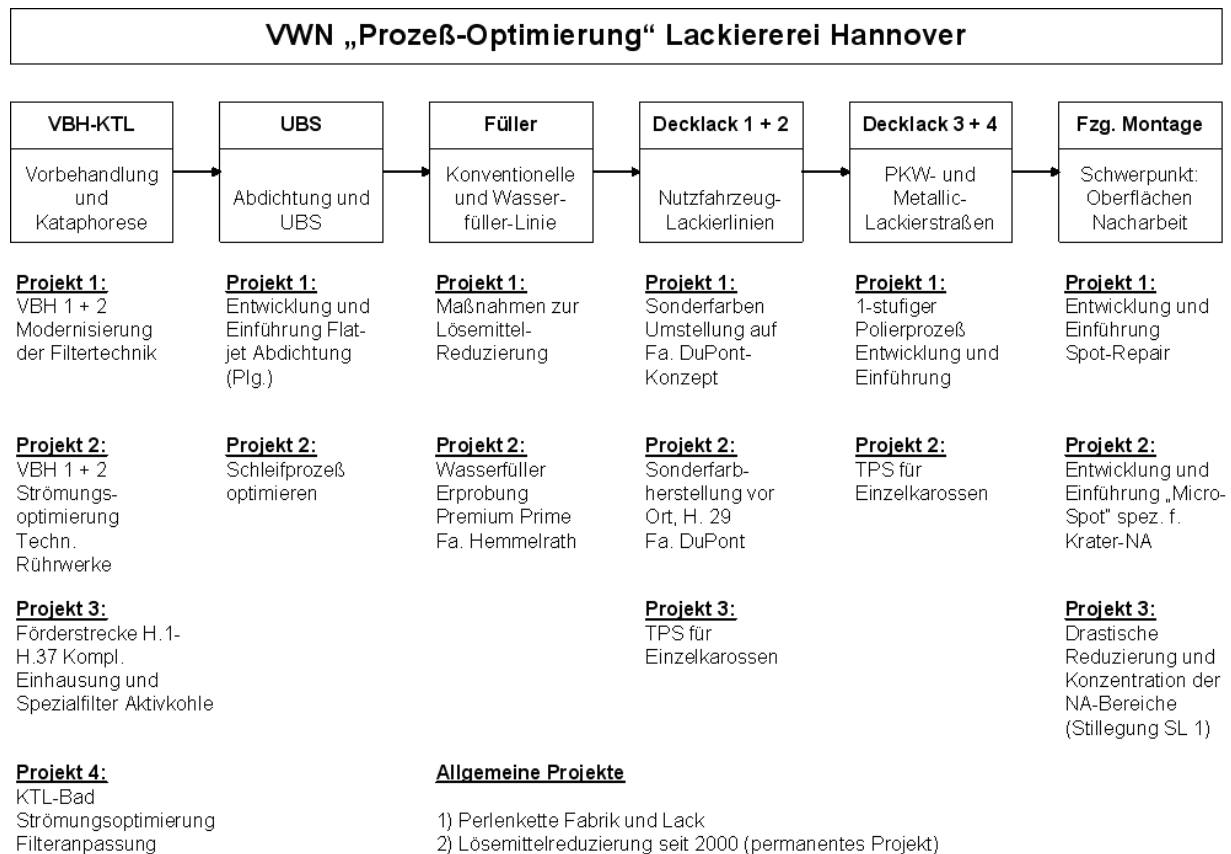 VWN „Prozeß-Optimierung“ Lackiererei Hannover
VBH-KTL
Vorbehandlung
und
Kataphorese
UBS
Abdichtung und
UBS
Füller
Konventionelle
und Wasser-
füller-Linie
Decklack 1 + 2
Nutzfahrzeug-
Lackierlinien
Decklack 3 + 4
PKW- und
Metallic-
Lackierstraßen
Fzg. Montage
Schwerpunkt:
Oberflächen
Nacharbeit
Projekt 1:
VBH 1 + 2
Modernisierung
der Filtertechnik
Projekt 1:
Entwicklung und
Einführung Flat-
jet Abdichtung
(Plg.)
Projekt 1:
Maßnahmen zur
Lösemittel-
Reduzierung
Projekt 1:
Sonderfarben
Umstellung auf
Fa. DuPont-
Konzept
Projekt 1:
1-stufiger
Polierprozeß
Entwicklung und
Einführung
Projekt 1:
Entwicklung und
Einführung
Spot-Repair
Projekt 2:
VBH 1 + 2
Strömungs-
optimierung
Techn.
Rührwerke
Projekt 2:
Schleifprozeß
optimieren
Projekt 2:
Wasserfüller
Erprobung
Premium Prime
Fa. Hemmelrath
Projekt 2:
Sonderfarb-
herstellung vor
Ort, H. 29
Fa. DuPont
Projekt 2:
TPS für
Einzelkarossen
Projekt 2:
Entwicklung und
Einführung „Micro-
Spot“ spez. f.
Krater-NA
Projekt 3:
Förderstrecke H.1-
H.37 Kompl.
Einhausung und
Spezialfilter Aktivkohle
Projekt 3:
TPS für
Einzelkarossen
Projekt 3:
Drastische
Reduzierung und
Konzentration der
NA-Bereiche
(Stillegung SL 1)
Projekt 4:
KTL-Bad
Strömungsoptimierung
Filteranpassung
Allgemeine Projekte
1) Perlenkette Fabrik und Lack
2) Lösemittelreduzierung seit 2000 (permanentes Projekt)